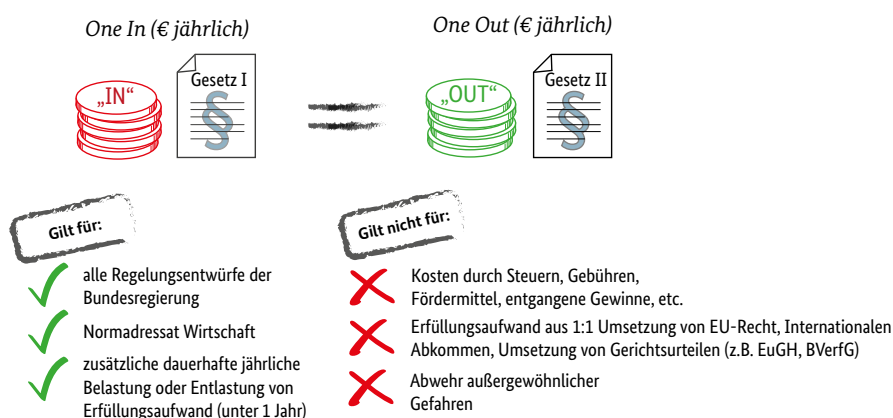 One In (€ jährlich)
One Out (€ jährlich)
„IN“
Gesetz I
§
„OUT“
Gesetz II
§
Gilt für:
alle Regelungsentwürfe der
Bundesregierung
Normadressat Wirtschaft
zusätzliche dauerhafte jährliche
Belastung oder Entlastung von
Erfüllungsaufwand (unter 1 Jahr)
Gilt nicht für:
Kosten durch Steuern, Gebühren,
Fördermittel, entgangene Gewinne, etc.
Erfüllungsaufwand aus 1:1 Umsetzung von EU-Recht, Internationalen
Abkommen, Umsetzung von Gerichtsurteilen (z.B. EuGH, BVerfG)
Abwehr außergewöhnlicher
Gefahren